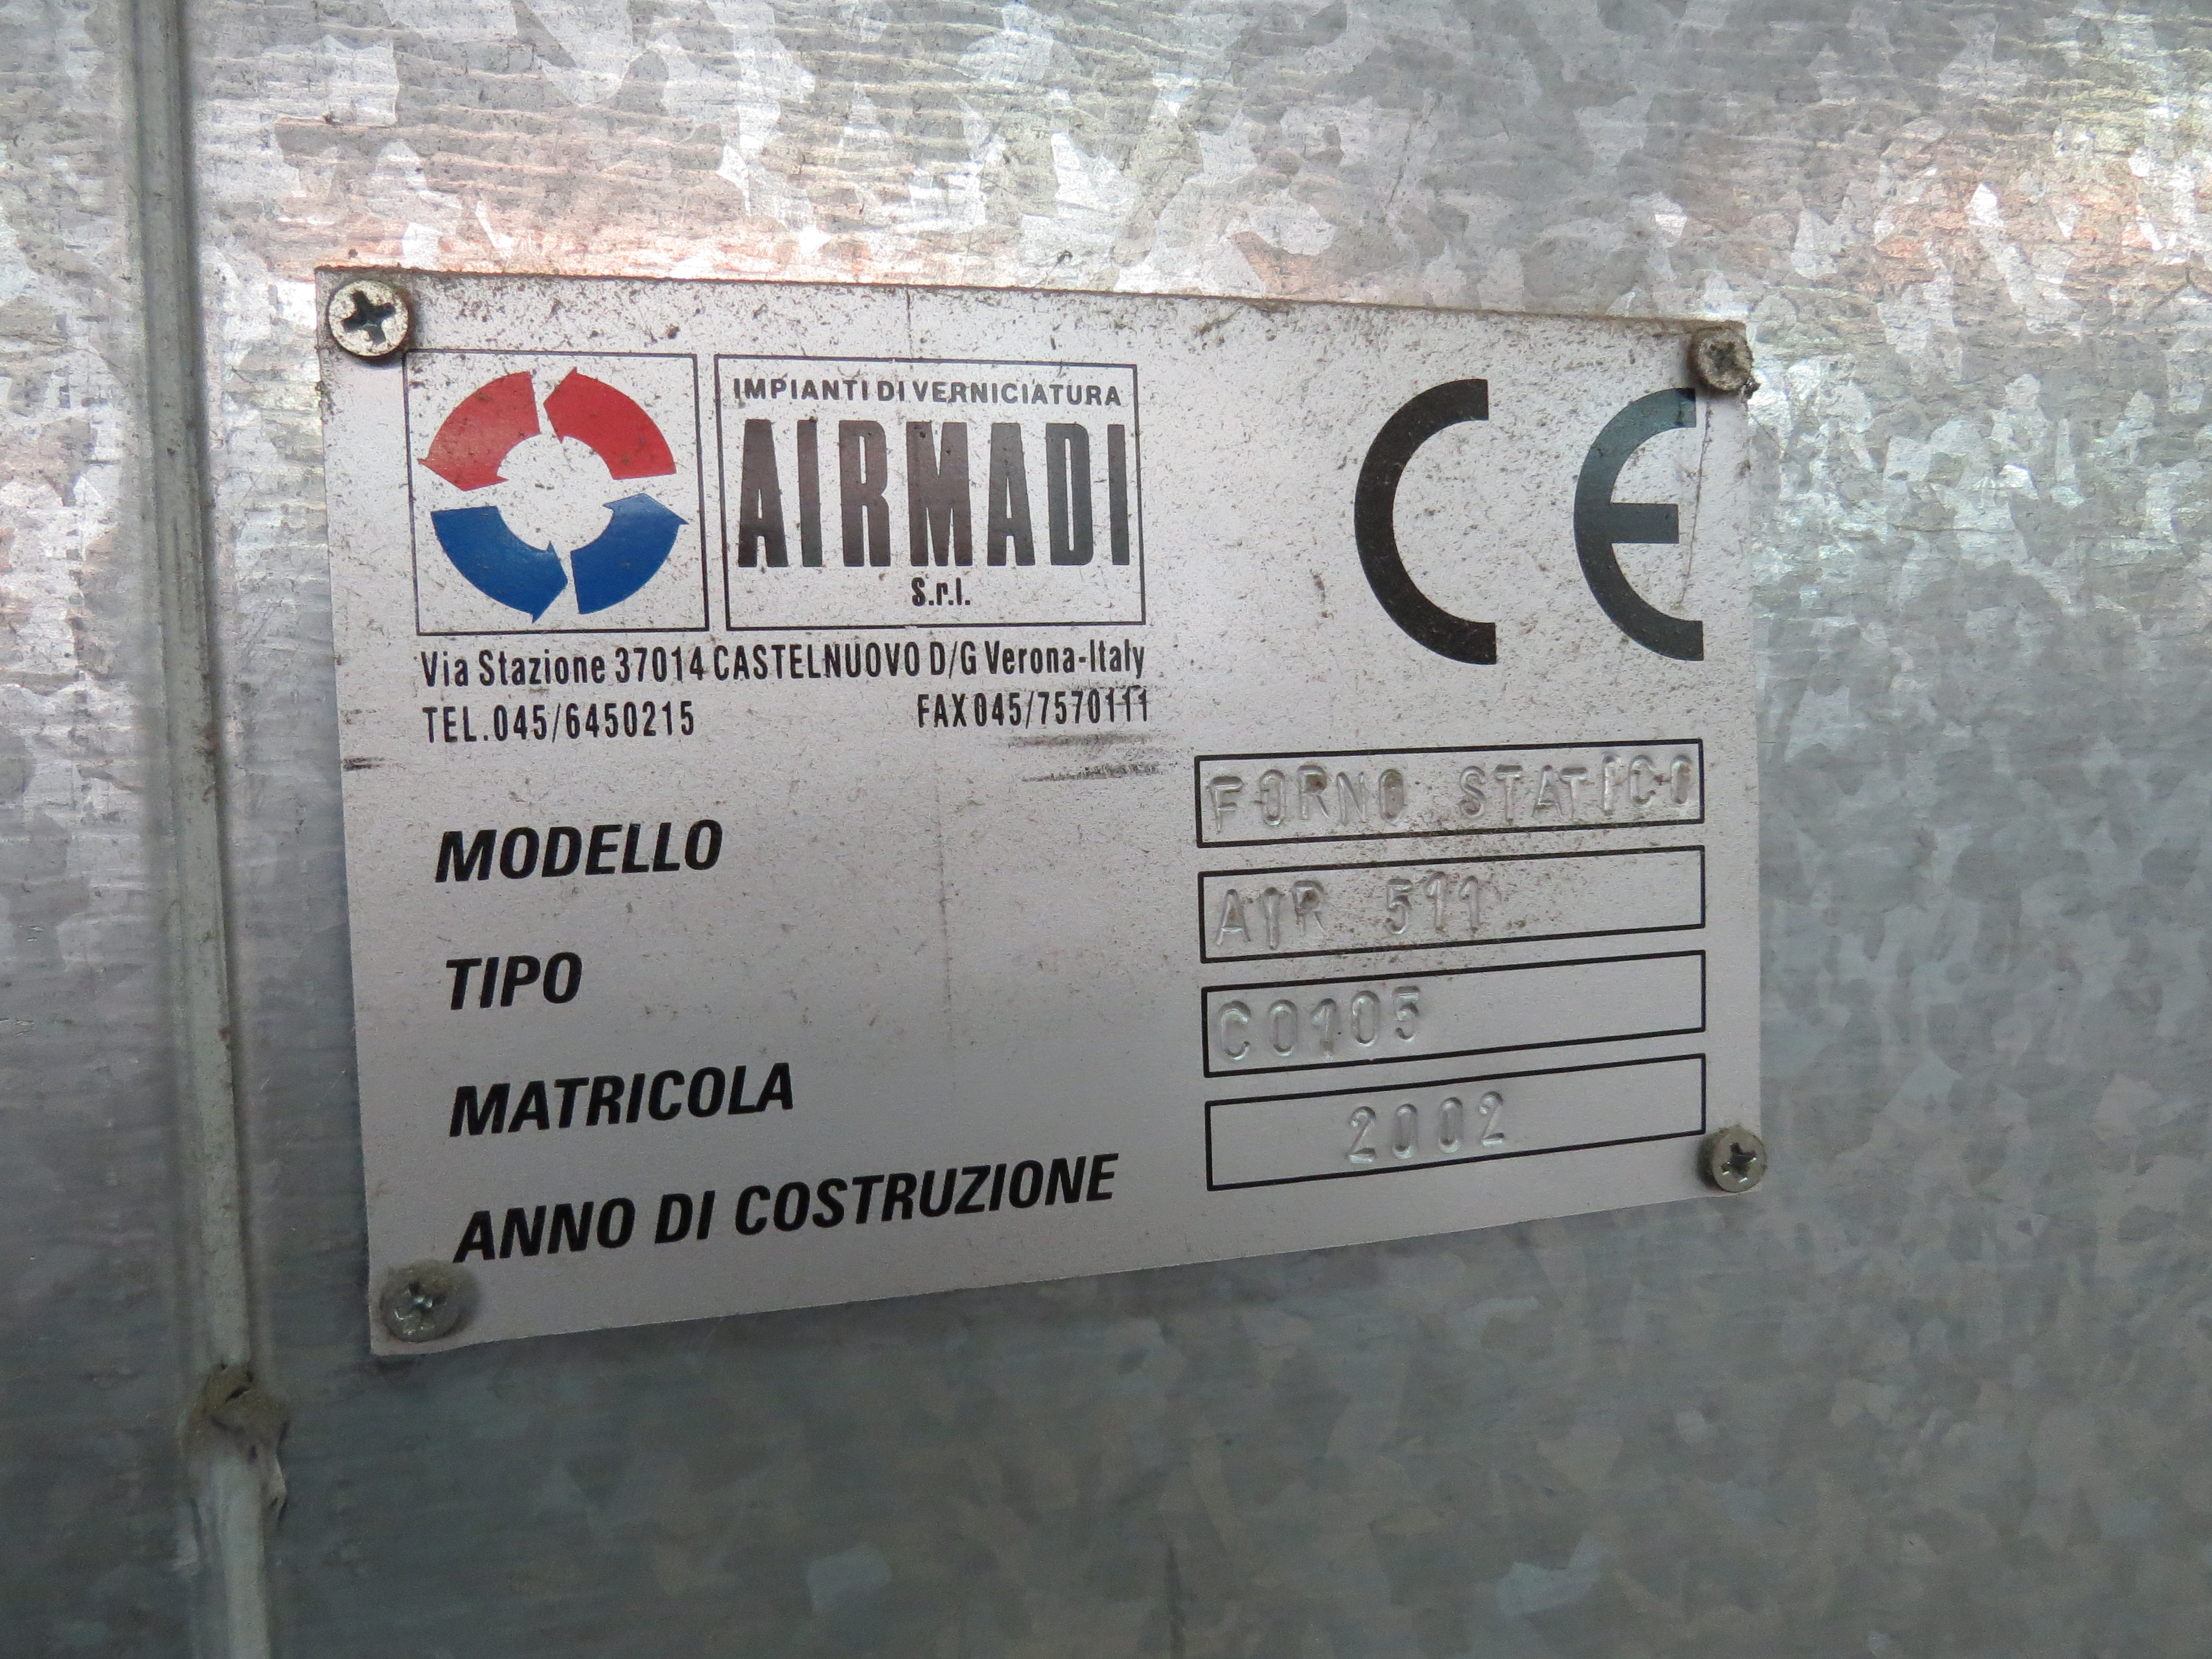 IMPIANTI DI VERNICIATURA
AIRMADI
S.r.l.
CE
Via Stazione 37014 CASTELNUOVO D/G Verona-Italy
TEL.045/6450215 FAX 045/7570111
MODELLO FORNO STATICO
TIPO AIR 511
MATRICOLA C0105
ANNO DI COSTRUZIONE 2002